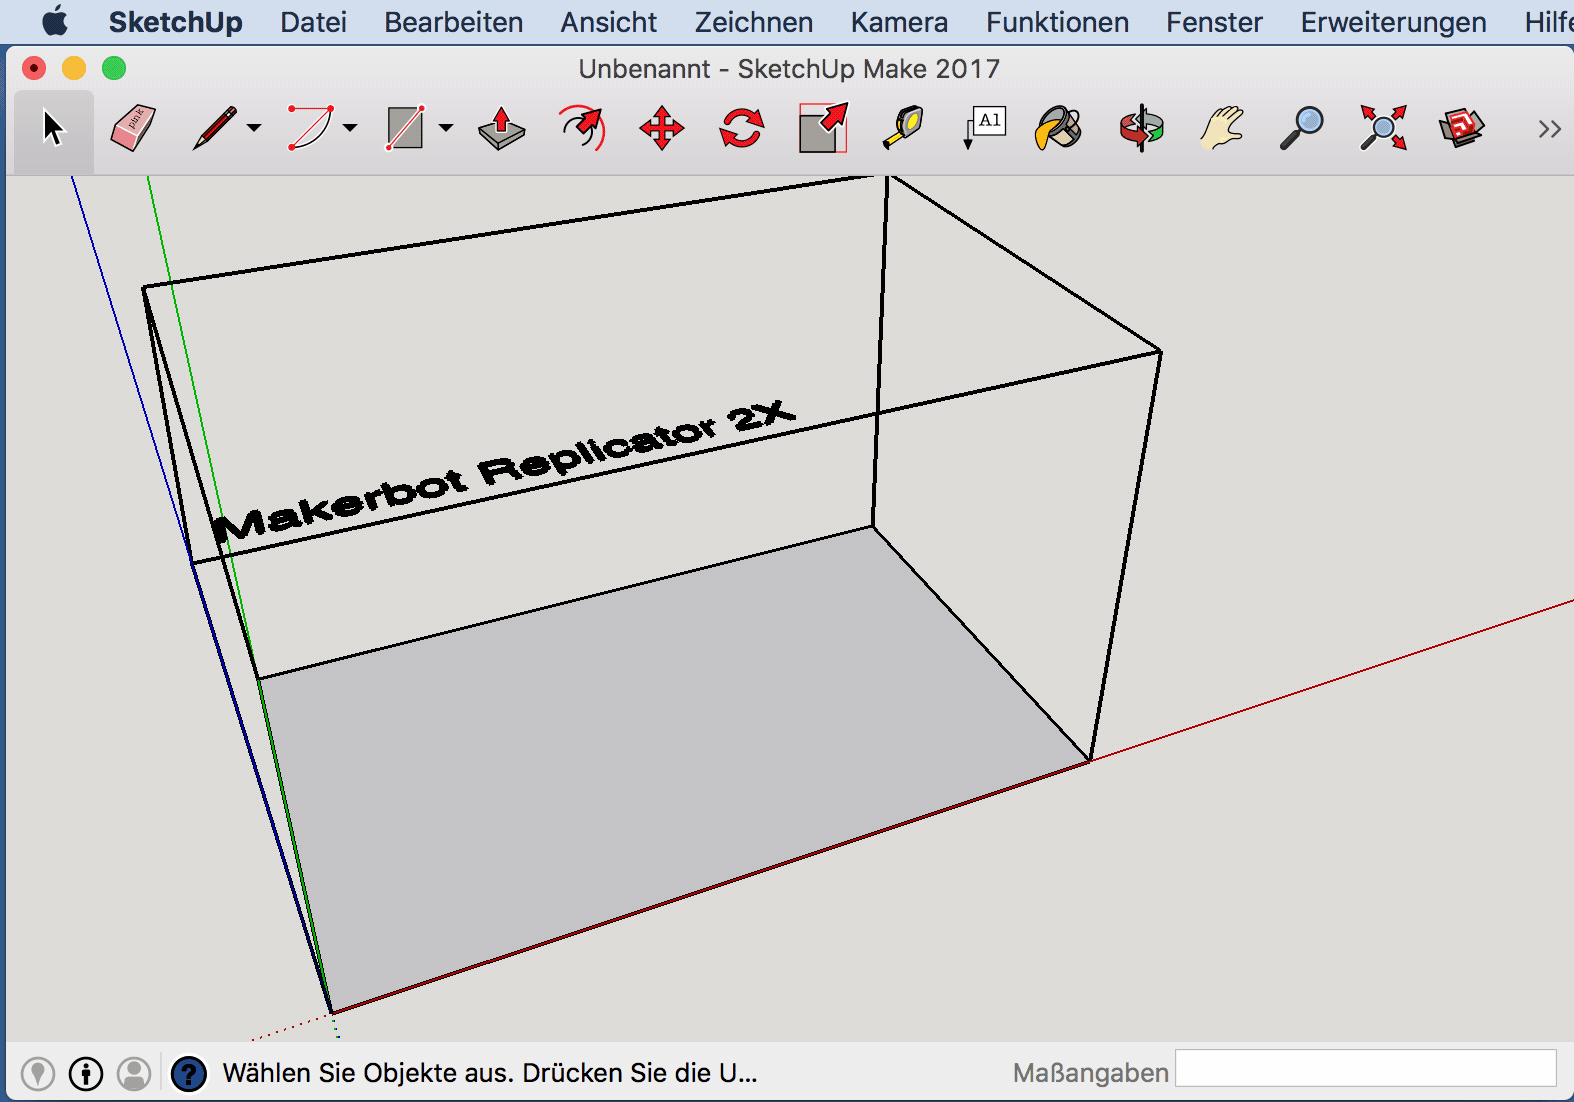 SketchUp Datei Bearbeiten Ansicht Zeichnen Kamera Funktionen Fenster Erweiterungen Hilfe
Unbenannt - SketchUp Make 2017
pink
A1
Makerbot Replicator 2X
? Wählen Sie Objekte aus. Drücken Sie die U... Maßangaben